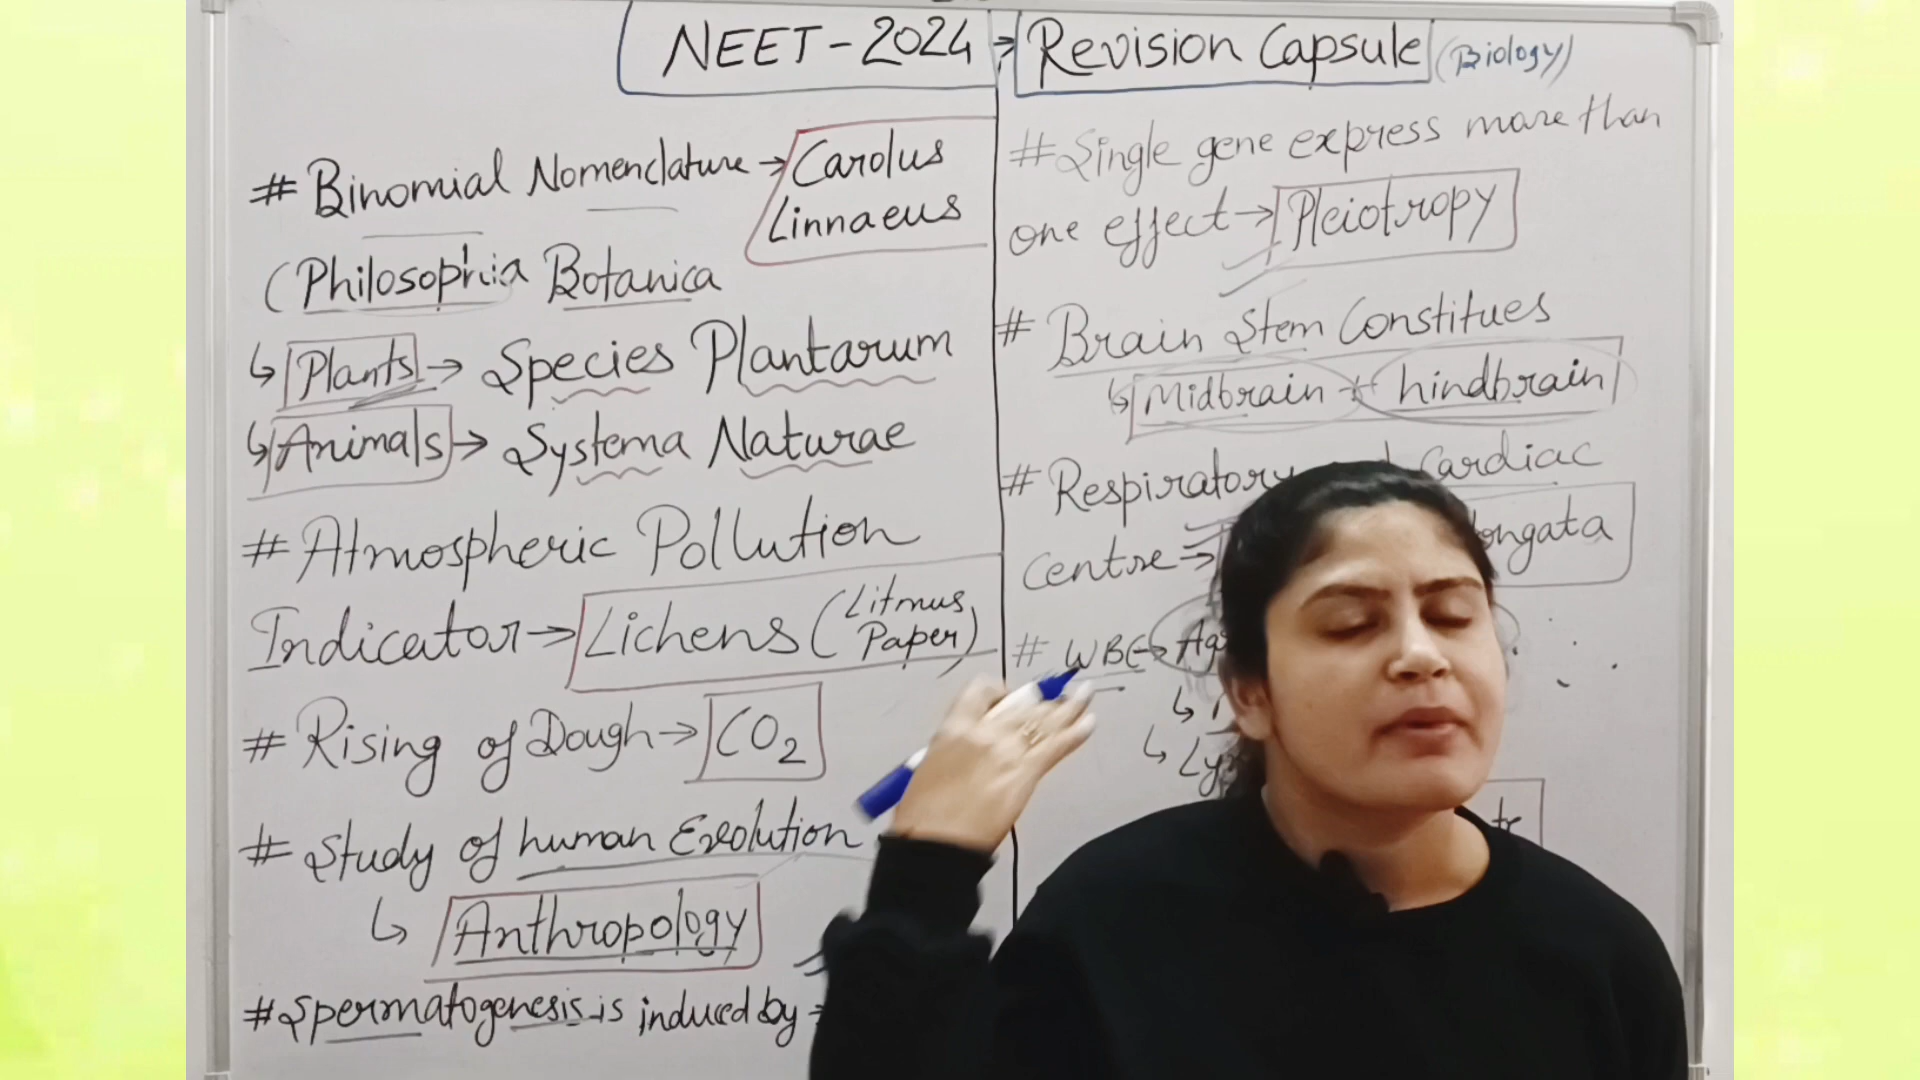 NEET-2024 → Revision Capsule (Biology)
# Binomial Nomenclature → Carolus
Linnaeus
(Philosophia Botanica
↳ Plants → Species Plantarum
↳ Animals → Systema Naturae
# Atmospheric Pollution
Indicator → Lichens (Litmus
Paper)
# Rising of Dough → CO2
# Study of human Evolution
↳ Anthropology
# Spermatogenesis is induced by →
# Single gene express more than
one effect → Pleiotropy
# Brain Stem Constitues
↳ Midbrain + hindbrain
# Respiratory Cardiac
centre ⇒ ongata
# WBC → Ag
↳
↳ Ly